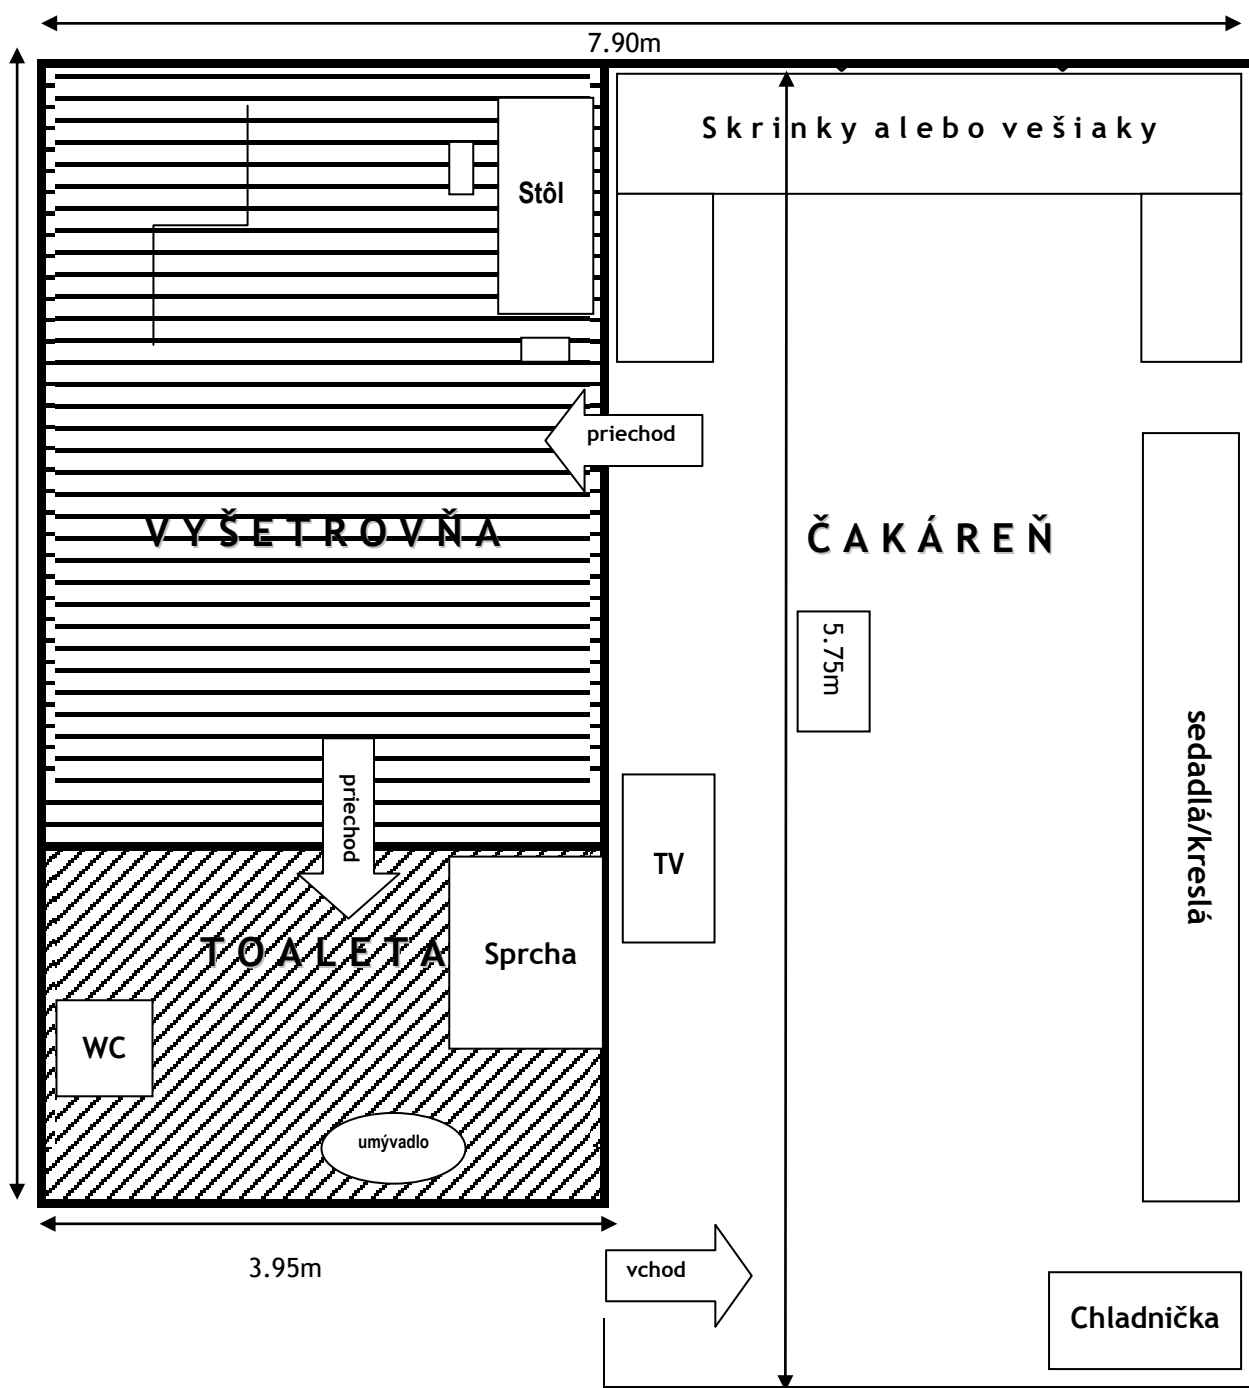 7.90m
Skrinky alebo vešiaky
Stôl
priechod
VYŠETROVŇA
ČAKÁREŇ
5.75m
sedadlá/kreslá
priechod
TV
TOALETA
Sprcha
WC
umývadlo
3.95m
vchod
Chladnička